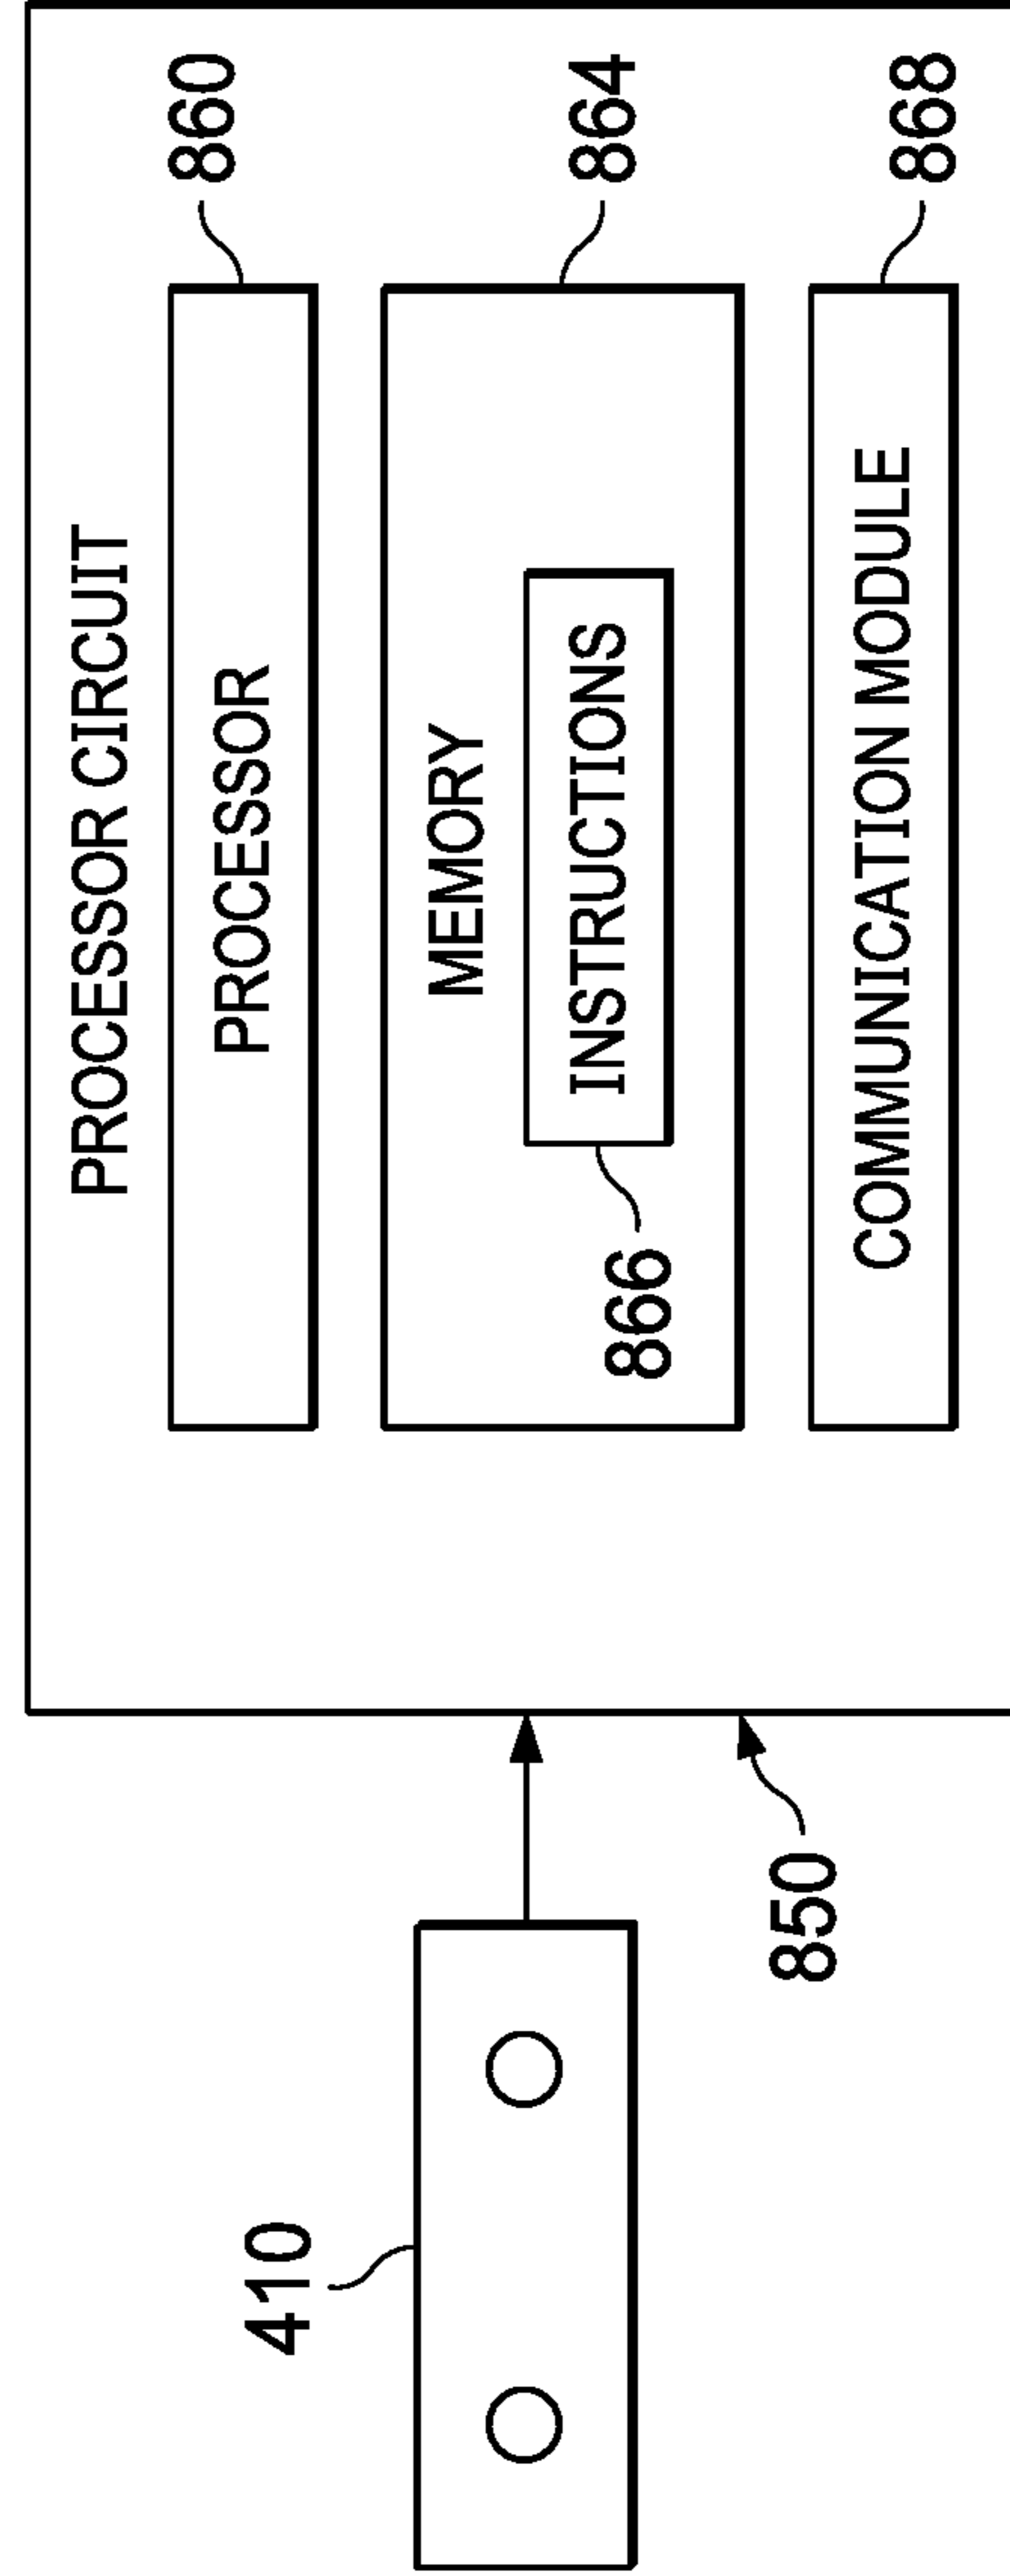 PROCESSOR CIRCUIT
PROCESSOR
860
410
MEMORY
864
INSTRUCTIONS
866
850
COMMUNICATION MODULE
868